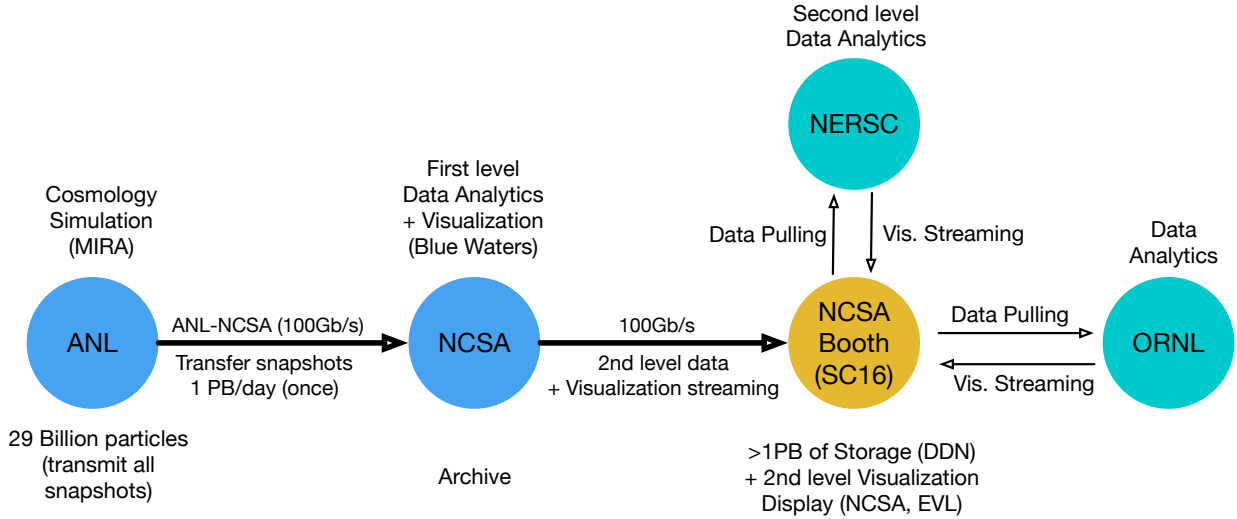 Second level
Data Analytics
NERSC
First level
Data Analytics
+ Visualization
(Blue Waters)
Cosmology
Simulation
(MIRA)
Data Pulling
Vis. Streaming
Data
Analytics
ANL
ANL-NCSA (100Gb/s)
Transfer snapshots
1 PB/day (once)
NCSA
100Gb/s
2nd level data
+ Visualization streaming
NCSA
Booth
(SC16)
Data Pulling
Vis. Streaming
ORNL
29 Billion particles
(transmit all
snapshots)
Archive
>1PB of Storage (DDN)
+ 2nd level Visualization
Display (NCSA, EVL)